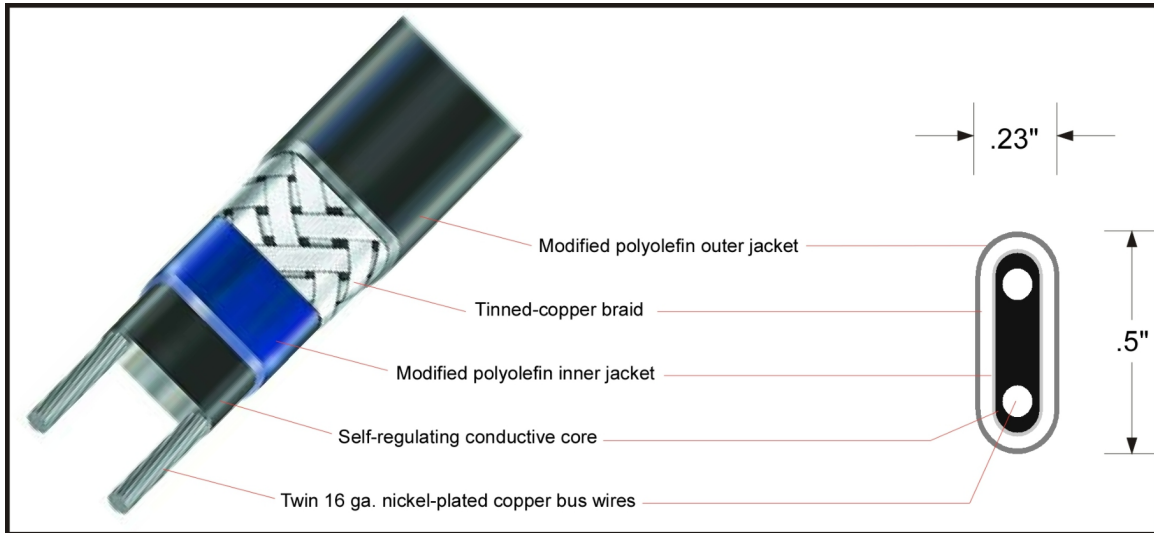 .23"
Modified polyolefin outer jacket
Tinned-copper braid
.5"
Modified polyolefin inner jacket
Self-regulating conductive core
Twin 16 ga. nickel-plated copper bus wires